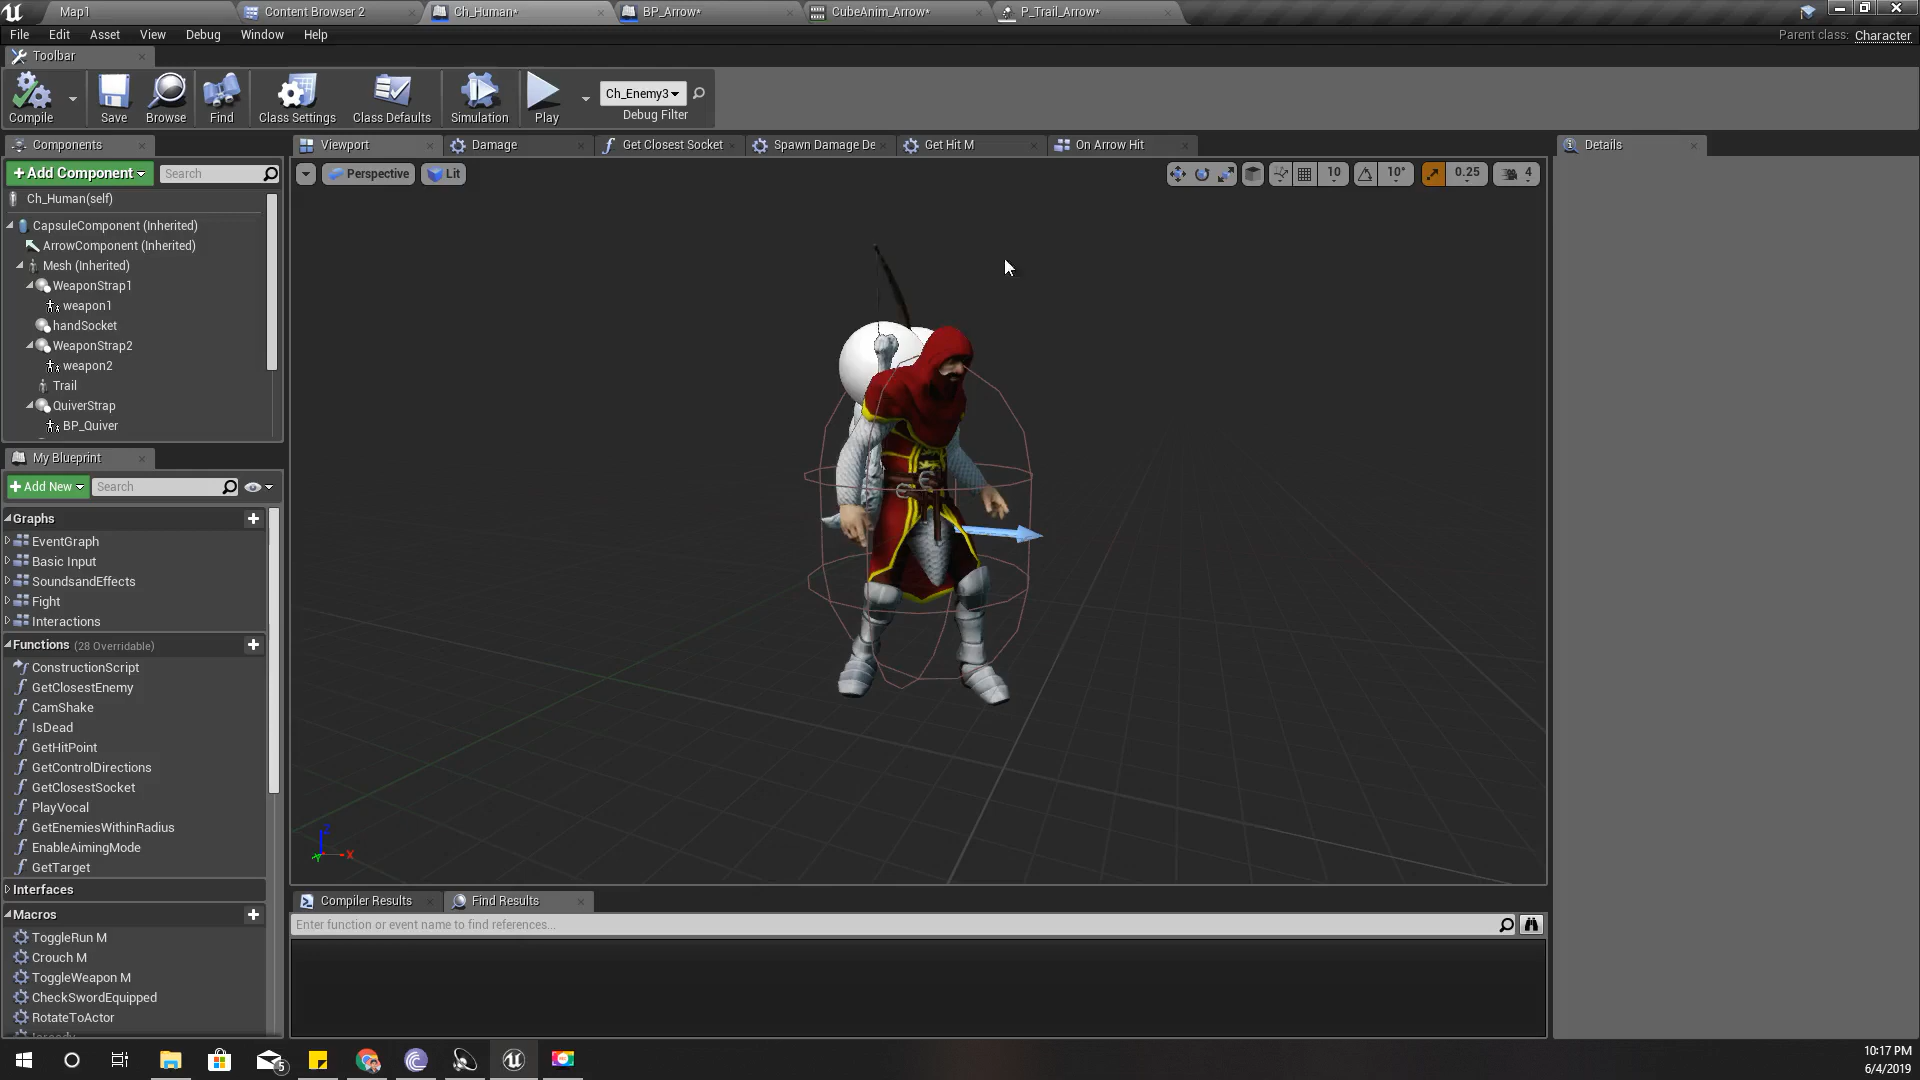 Map1
Content Browser 2
Ch_Human*
BP_Arrow*
CubeAnim_Arrow*
P_Trail_Arrow*
File
Edit
Asset
View
Debug
Window
Help
Parent class:
Character
Toolbar
Compile
Save
Browse
Find
Class Settings
Class Defaults
Simulation
Play
Ch_Enemy3
Debug Filter
Components
+Add Component
Search
Ch_Human(self)
CapsuleComponent (Inherited)
ArrowComponent (Inherited)
Mesh (Inherited)
WeaponStrap1
weapon1
handSocket
WeaponStrap2
weapon2
Trail
QuiverStrap
BP_Quiver
My Blueprint
+Add New
Search
Graphs
EventGraph
Basic Input
SoundsandEffects
Fight
Interactions
Functions (28 Overridable)
ConstructionScript
GetClosestEnemy
CamShake
IsDead
GetHitPoint
GetControlDirections
GetClosestSocket
PlayVocal
GetEnemiesWithinRadius
EnableAimingMode
GetTarget
Interfaces
Macros
ToggleRun M
Crouch M
ToggleWeapon M
CheckSwordEquipped
RotateToActor
Viewport
Damage
Get Closest Socket
Spawn Damage De
Get Hit M
On Arrow Hit
Perspective
Lit
10
10°
0.25
4
Z
X
Y
Compiler Results
Find Results
Enter function or event name to find references...
Details
5
10:17 PM
6/4/2019